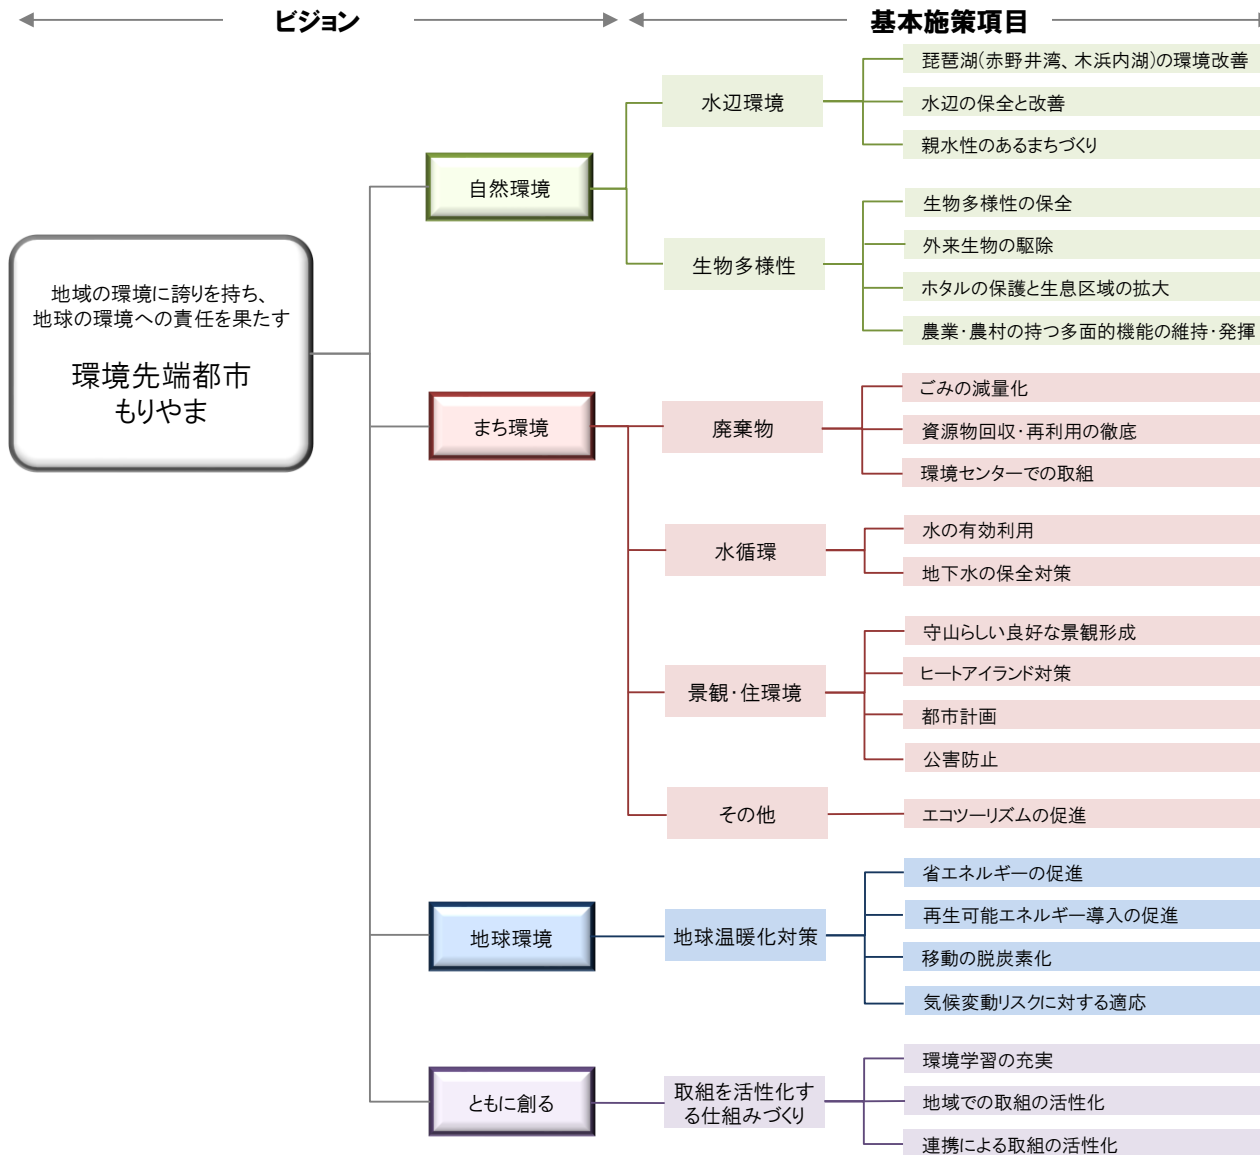 ビジョン
基本施策項目
地域の環境に誇りを持ち、
地球の環境への責任を果たす
環境先端都市
もりやま
自然環境
水辺環境
琵琶湖(赤野井湾、木浜内湖)の環境改善
水辺の保全と改善
親水性のあるまちづくり
生物多様性
生物多様性の保全
外来生物の駆除
ホタルの保護と生息区域の拡大
農業・農村の持つ多面的機能の維持・発揮
まち環境
廃棄物
ごみの減量化
資源物回収・再利用の徹底
環境センターでの取組
水循環
水の有効利用
地下水の保全対策
景観・住環境
守山らしい良好な景観形成
ヒートアイランド対策
都市計画
公害防止
その他
エコツーリズムの促進
地球環境
地球温暖化対策
省エネルギーの促進
再生可能エネルギー導入の促進
移動の脱炭素化
気候変動リスクに対する適応
ともに創る
取組を活性化す
る仕組みづくり
環境学習の充実
地域での取組の活性化
連携による取組の活性化